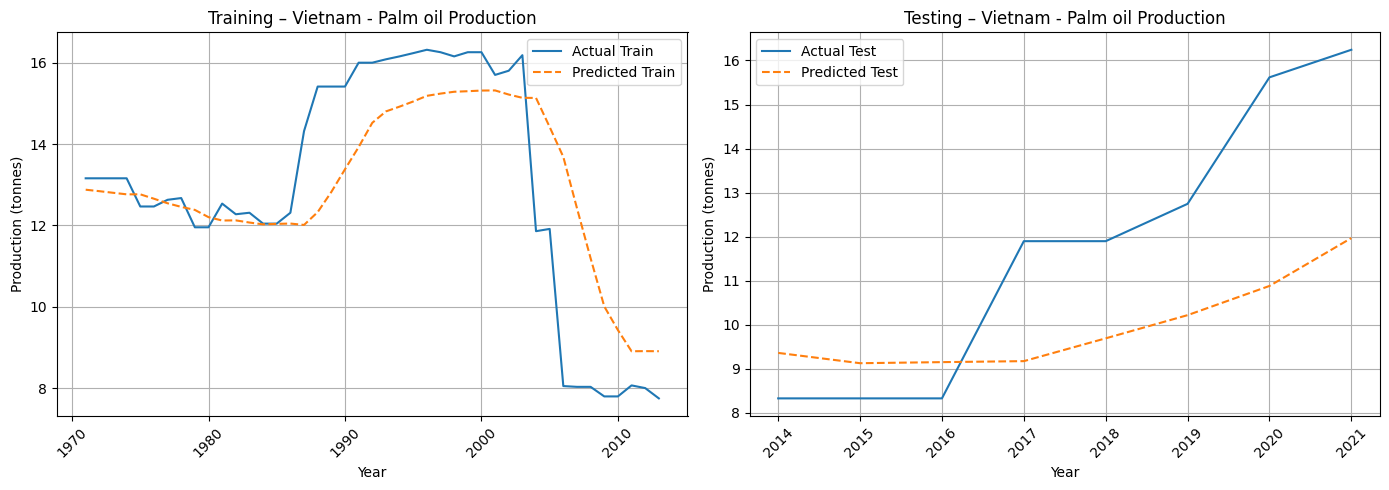 Training – Vietnam - Palm oil Production
Actual Train
Predicted Train
Production (tonnes)
16
14
12
10
8
1970
1980
1990
2000
2010
Year
Testing – Vietnam - Palm oil Production
Actual Test
Predicted Test
Production (tonnes)
16
15
14
13
12
11
10
9
8
2014
2015
2016
2017
2018
2019
2020
2021
Year